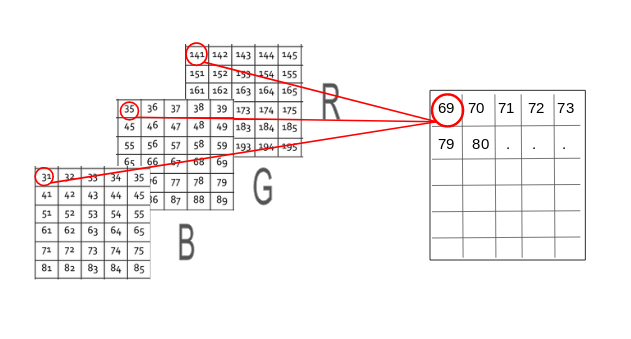 141 142 143 144 145
151 152 153 154 155
161 162 163 164 165
173 174 175
183 184 185
193 194 195
R
35 36 37 38 39
45 46 47 48 49
55 56 57 58 59
65 66 67 68 69
76 77 78 79
86 87 88 89
G
31 32 33 34 35
41 42 43 44 45
51 52 53 54 55
61 62 63 64 65
71 72 73 74 75
81 82 83 84 85
B
69 70 71 72 73
79 80 . . .